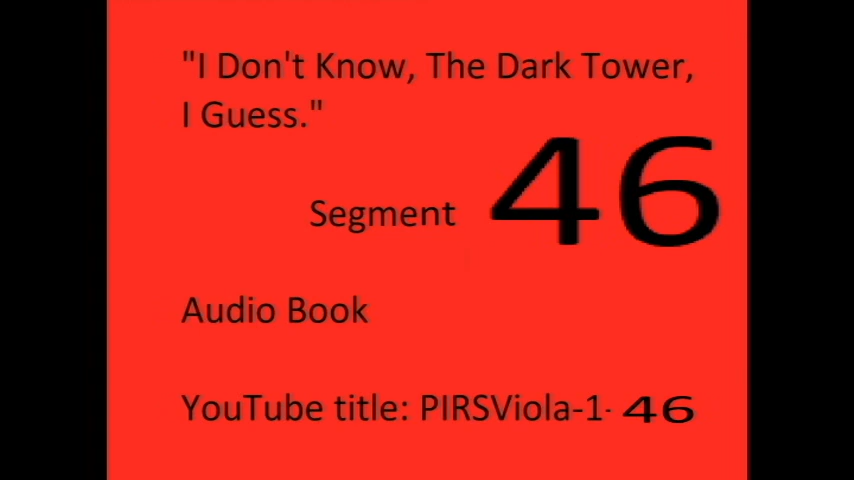 "I Don't Know, The Dark Tower,
I Guess."
Segment 46
Audio Book
YouTube title: PIRSViola-1- 46